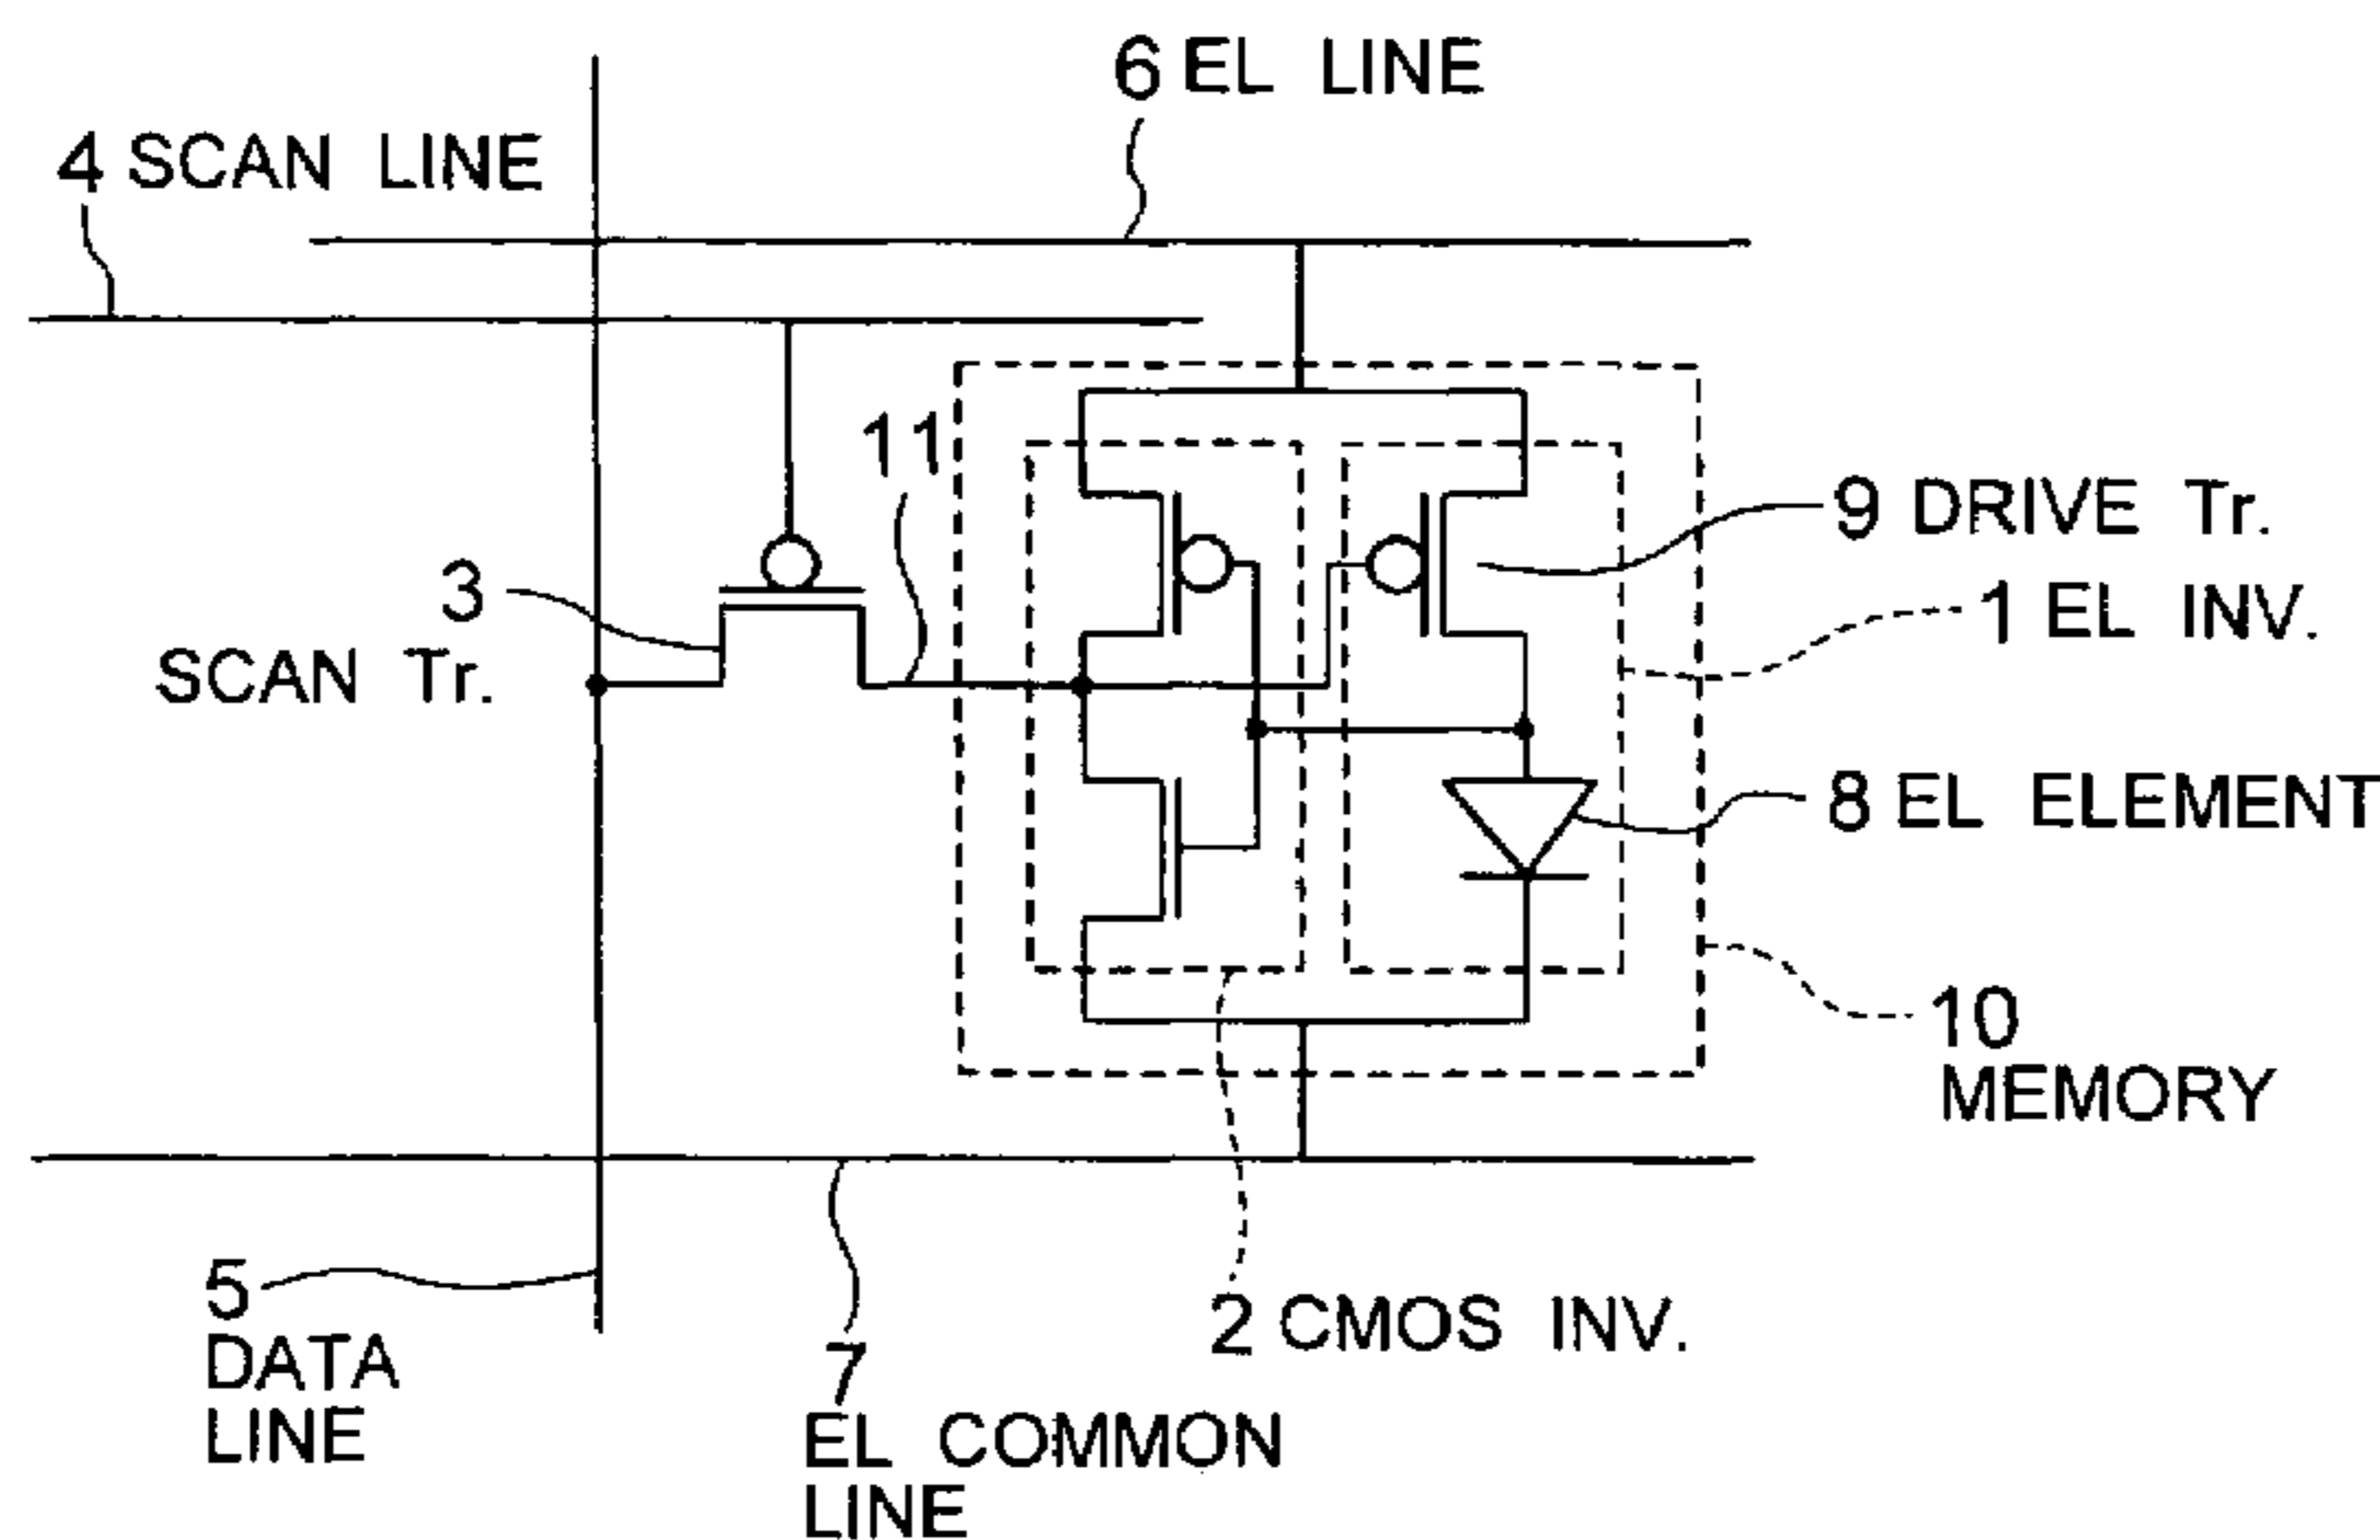 6 EL LINE
4 SCAN LINE
11
9 DRIVE Tr.
3
1 EL INV.
SCAN Tr.
8 EL ELEMENT
10
MEMORY
5
DATA
LINE
2 CMOS INV.
7
EL COMMON
LINE